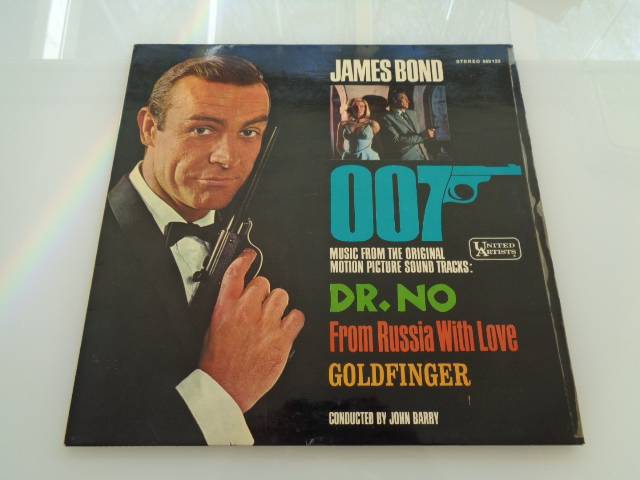 JAMES BOND
STEREO
007
MUSIC FROM THE ORIGINAL
MOTION PICTURE SOUND TRACKS:
UNITED
ARTISTS
DR. NO
From Russia With Love
GOLDFINGER
CONDUCTED BY JOHN BARRY